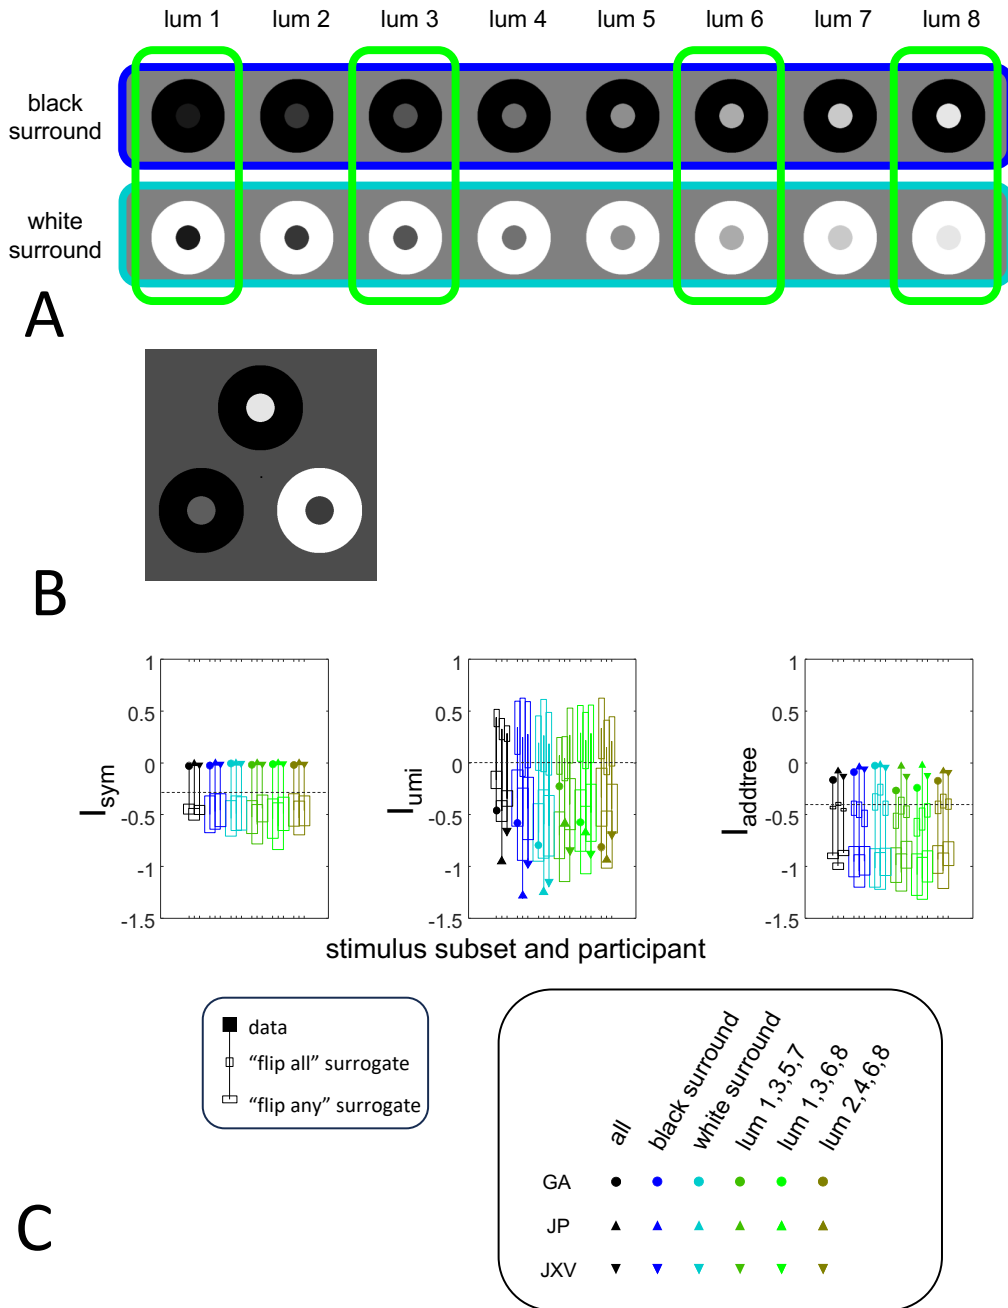 lum 1 lum 2 lum 3 lum 4 lum 5 lum 6 lum 7 lum 8
black
surround
white
surround
A
B
1
0.5
0
-0.5
-1
-1.5
I_sym
1
0.5
0
-0.5
-1
-1.5
I_umi
1
0.5
0
-0.5
-1
-1.5
I_addtree
stimulus subset and participant
data
“flip all” surrogate
“flip any” surrogate
all
black surround
white surround
lum 1,3,5,7
lum 1,3,6,8
lum 2,4,6,8
GA
JP
JXV
C